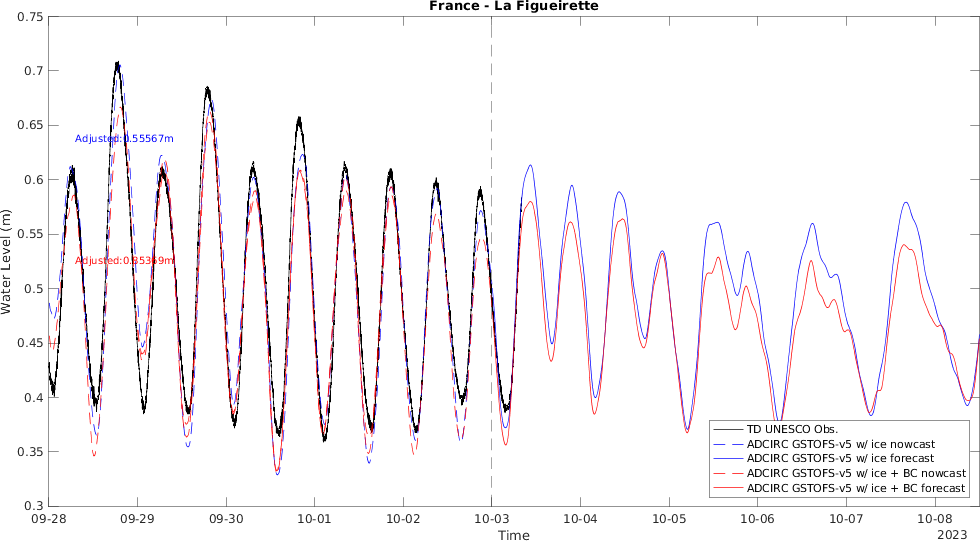 France - La Figueirette
0.75
0.7
0.65
0.6
0.55
0.5
0.45
0.4
0.35
0.3
Water Level (m)
Adjusted:0.55567m
Adjusted:0.35369m
TD UNESCO Obs.
ADCIRC GSTOFS-v5 w/ ice nowcast
ADCIRC GSTOFS-v5 w/ ice forecast
ADCIRC GSTOFS-v5 w/ ice + BC nowcast
ADCIRC GSTOFS-v5 w/ ice + BC forecast
09-28 09-29 09-30 10-01 10-02 10-03 10-04 10-05 10-06 10-07 10-08
Time
2023